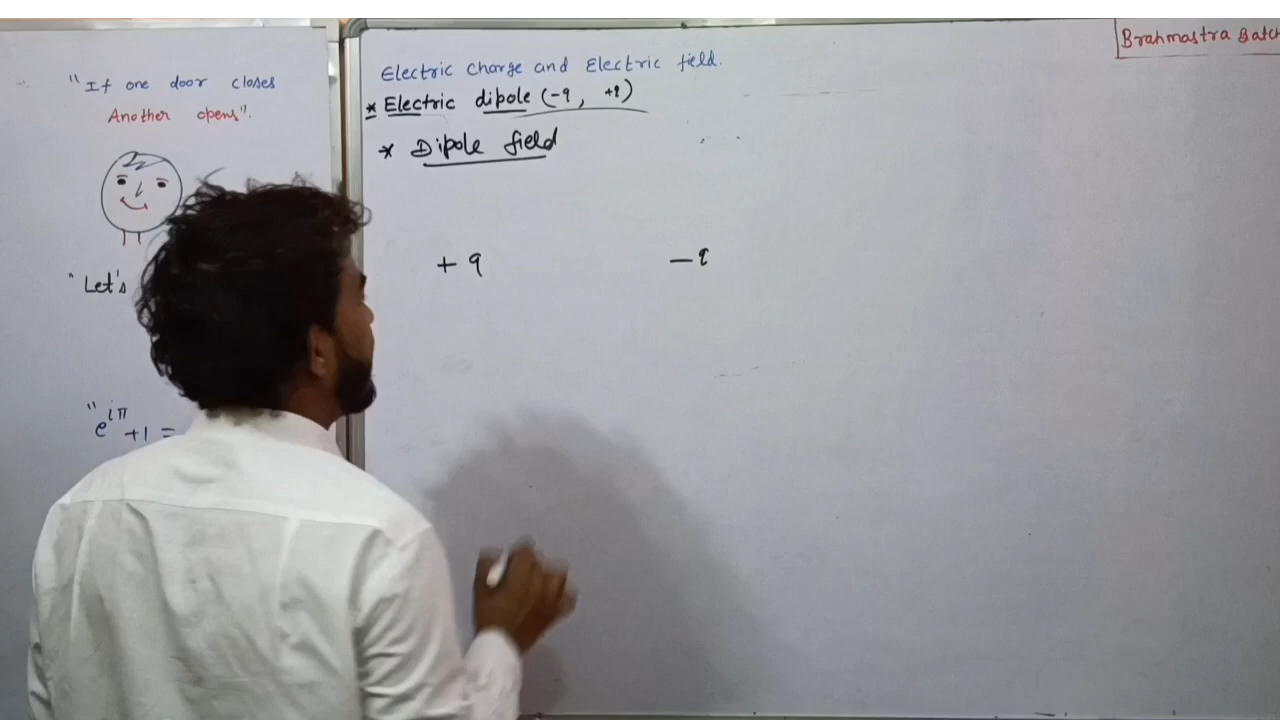 "If one door closes
Another opens".
"Let's
"e^iπ +1 =
Brahmastra Batch
Electric charge and Electric field.
* Electric dipole (-q, +q)
* Dipole field
+q
-q